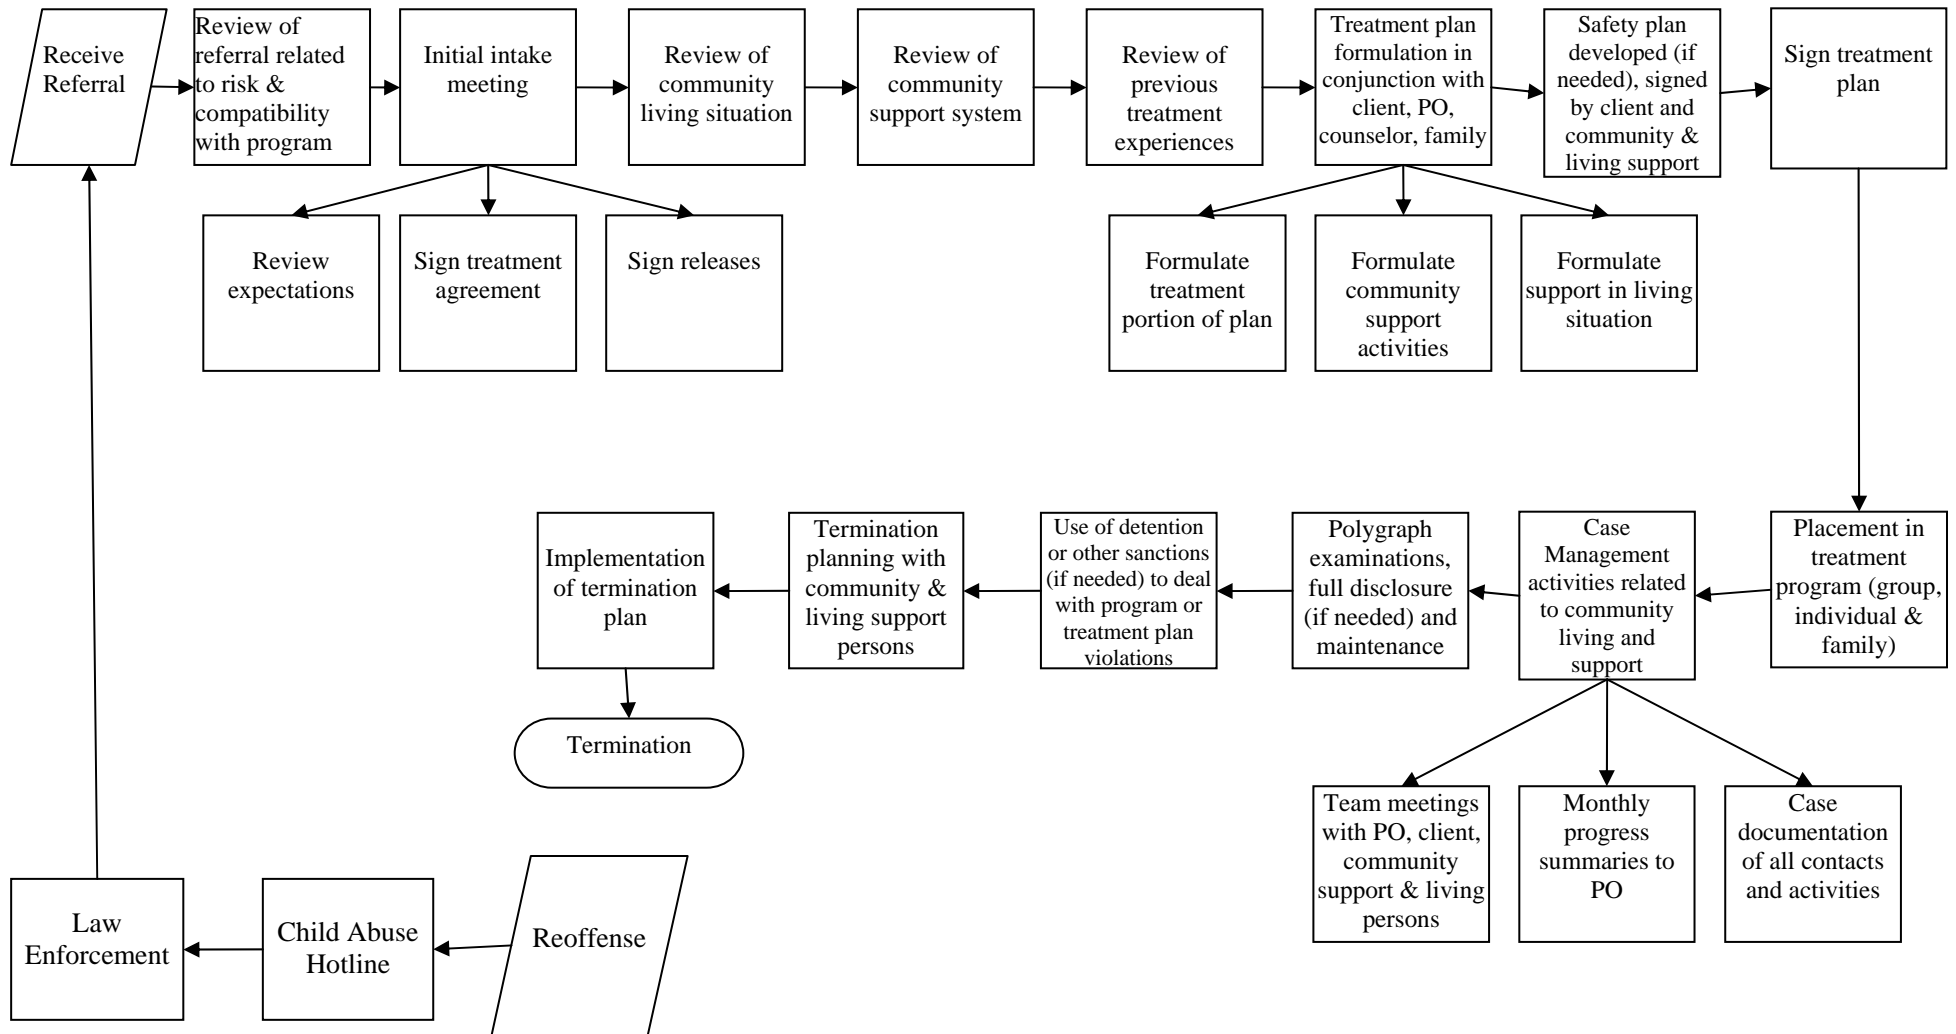 Receive
Referral
Review of
referral related
to risk &
compatibility
with program
Initial intake
meeting
Review of
community
living situation
Review of
community
support system
Review of
previous
treatment
experiences
Treatment plan
formulation in
conjunction with
client, PO,
counselor, family
Safety plan
developed (if
needed), signed
by client and
community &
living support
Sign treatment
plan
Review
expectations
Sign treatment
agreement
Sign releases
Formulate
treatment
portion of plan
Formulate
community
support
activities
Formulate
support in living
situation
Implementation
of termination
plan
Termination
planning with
community &
living support
persons
Use of detention
or other sanctions
(if needed) to deal
with program or
treatment plan
violations
Polygraph
examinations,
full disclosure
(if needed) and
maintenance
Case
Management
activities related
to community
living and
support
Placement in
treatment
program (group,
individual &
family)
Termination
Team meetings
with PO, client,
community
support & living
persons
Monthly
progress
summaries to
PO
Case
documentation
of all contacts
and activities
Law
Enforcement
Child Abuse
Hotline
Reoffense